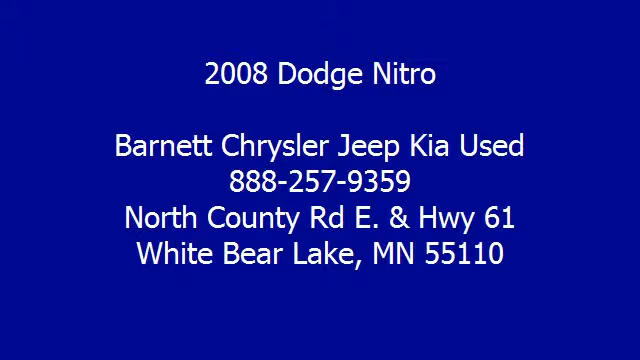 2008 Dodge Nitro
Barnett Chrysler Jeep Kia Used
888-257-9359
North County Rd E. & Hwy 61
White Bear Lake, MN 55110